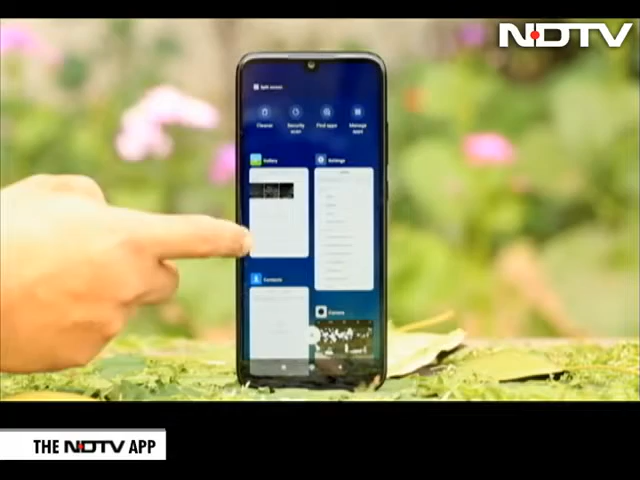 NDTV
Split screen
Cleaner
Security
scan
Find apps
Manage
apps
Gallery
Settings
Contacts
Camera
THE NDTV APP